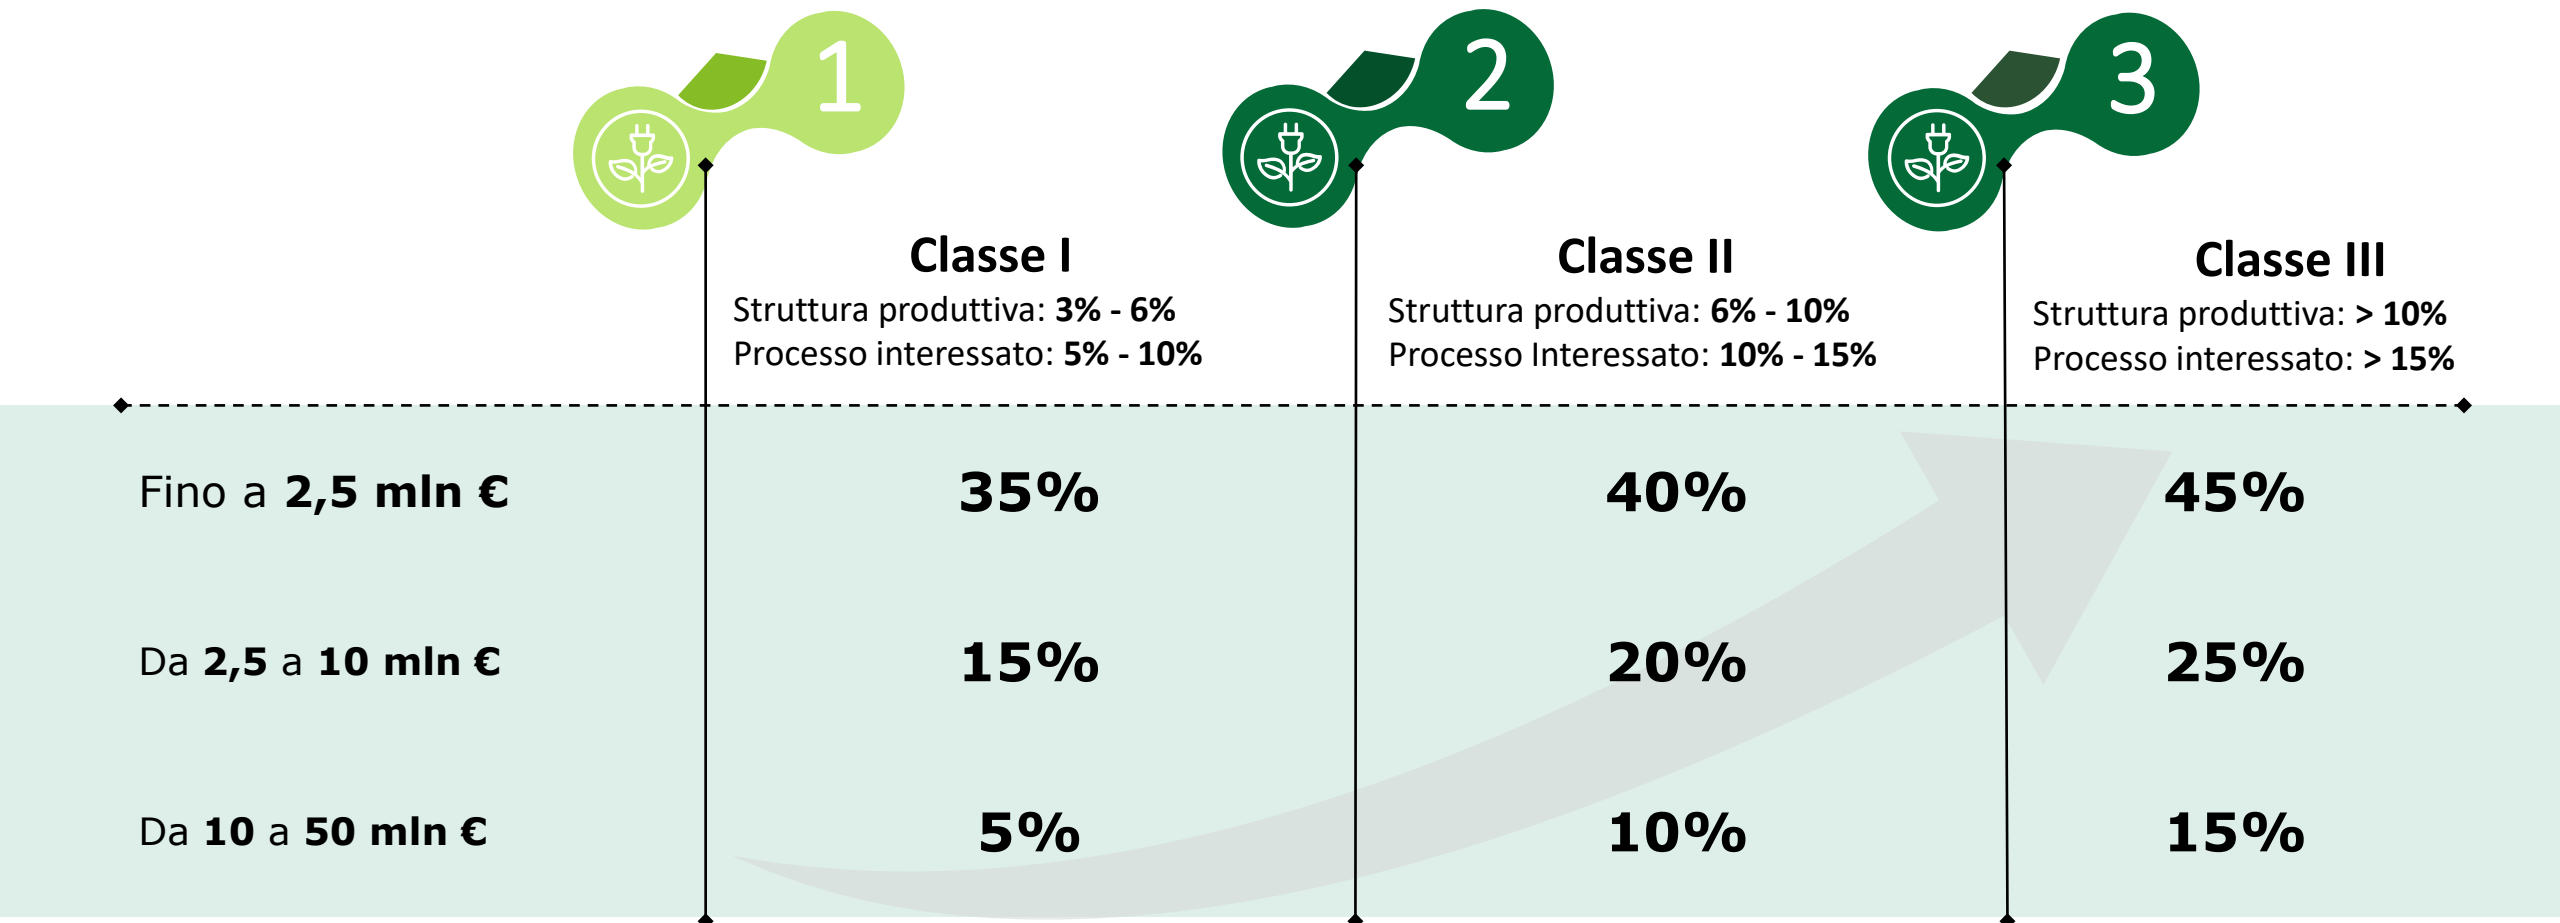 1
2
3
Classe I
Struttura produttiva: 3% - 6%
Processo interessato: 5% - 10%
Classe II
Struttura produttiva: 6% - 10%
Processo Interessato: 10% - 15%
Classe III
Struttura produttiva: > 10%
Processo interessato: > 15%
Fino a 2,5 mln € 35% 40% 45%
Da 2,5 a 10 mln € 15% 20% 25%
Da 10 a 50 mln € 5% 10% 15%